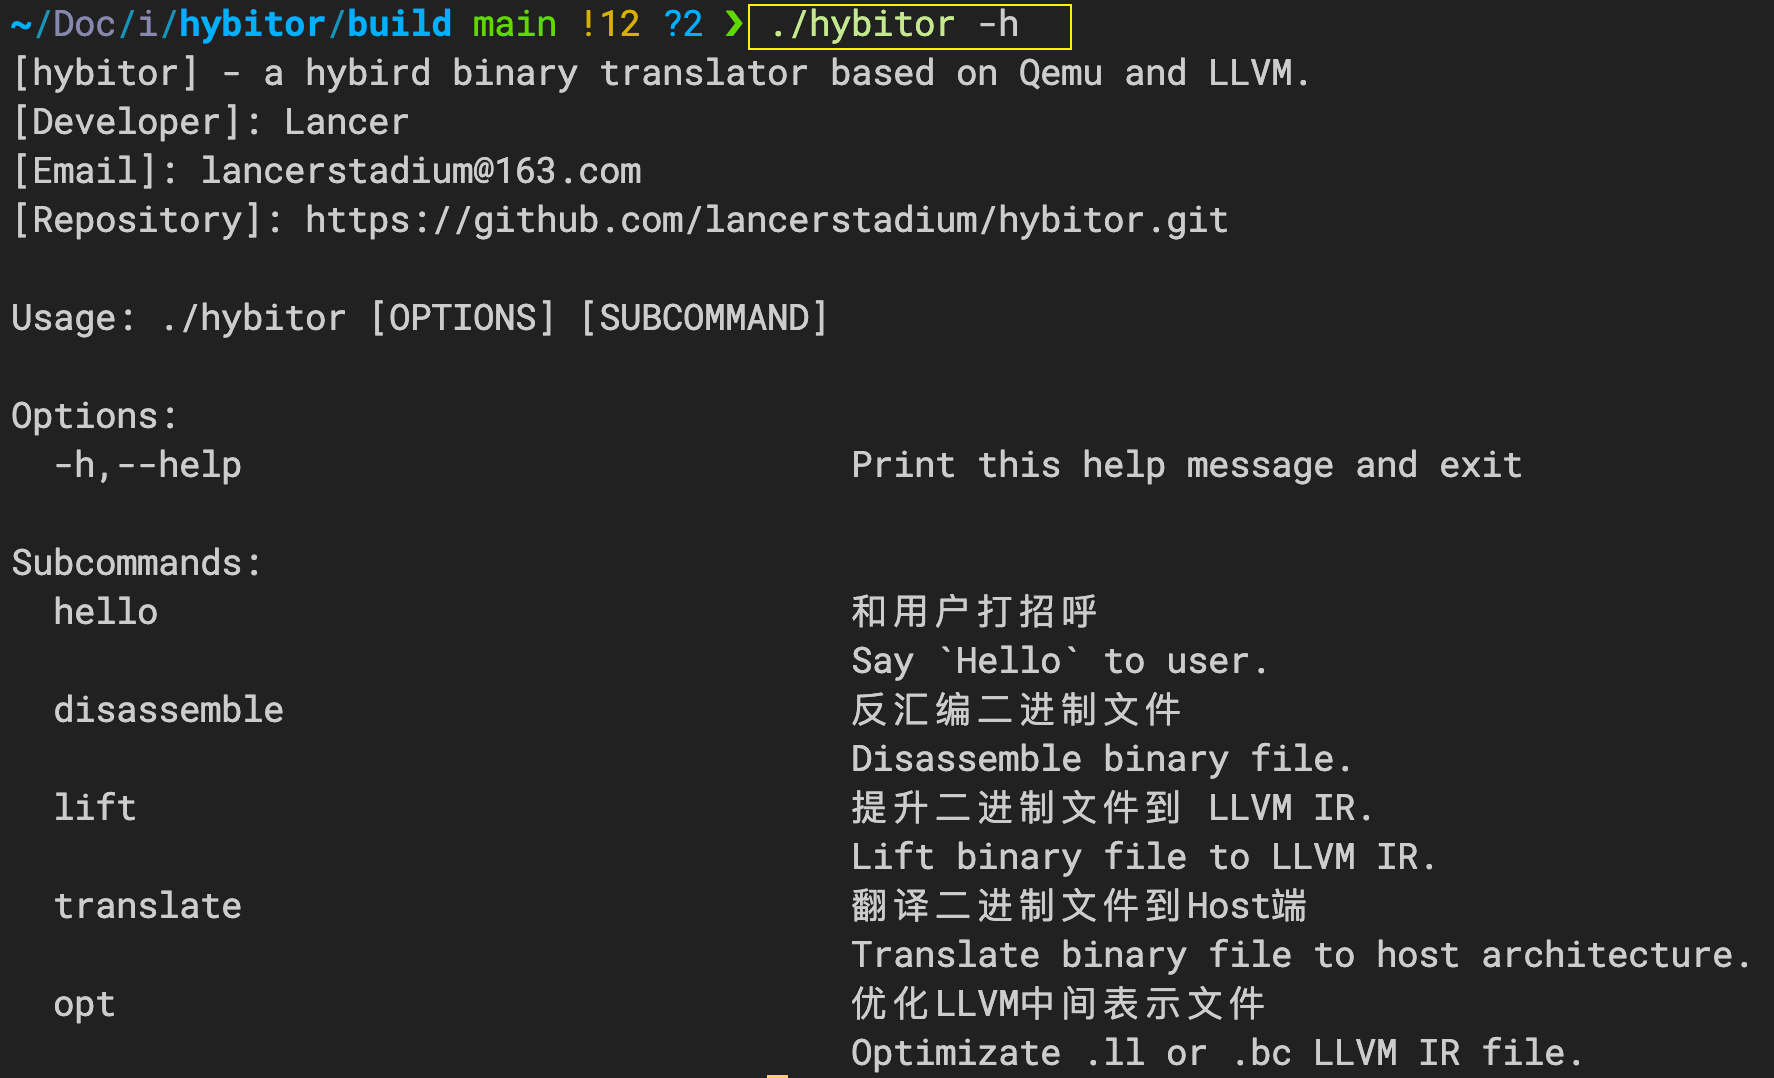 ~/Doc/i/hybitor/build main !12 ?2 ❯ ./hybitor -h
[hybitor] - a hybird binary translator based on Qemu and LLVM.
[Developer]: Lancer
[Email]: lancerstadium@163.com
[Repository]: https://github.com/lancerstadium/hybitor.git
Usage: ./hybitor [OPTIONS] [SUBCOMMAND]
Options:
-h,--help Print this help message and exit
Subcommands:
hello 和用户打招呼
Say `Hello` to user.
disassemble 反汇编二进制文件
Disassemble binary file.
lift 提升二进制文件到 LLVM IR.
Lift binary file to LLVM IR.
translate 翻译二进制文件到Host端
Translate binary file to host architecture.
opt 优化LLVM中间表示文件
Optimizate .ll or .bc LLVM IR file.